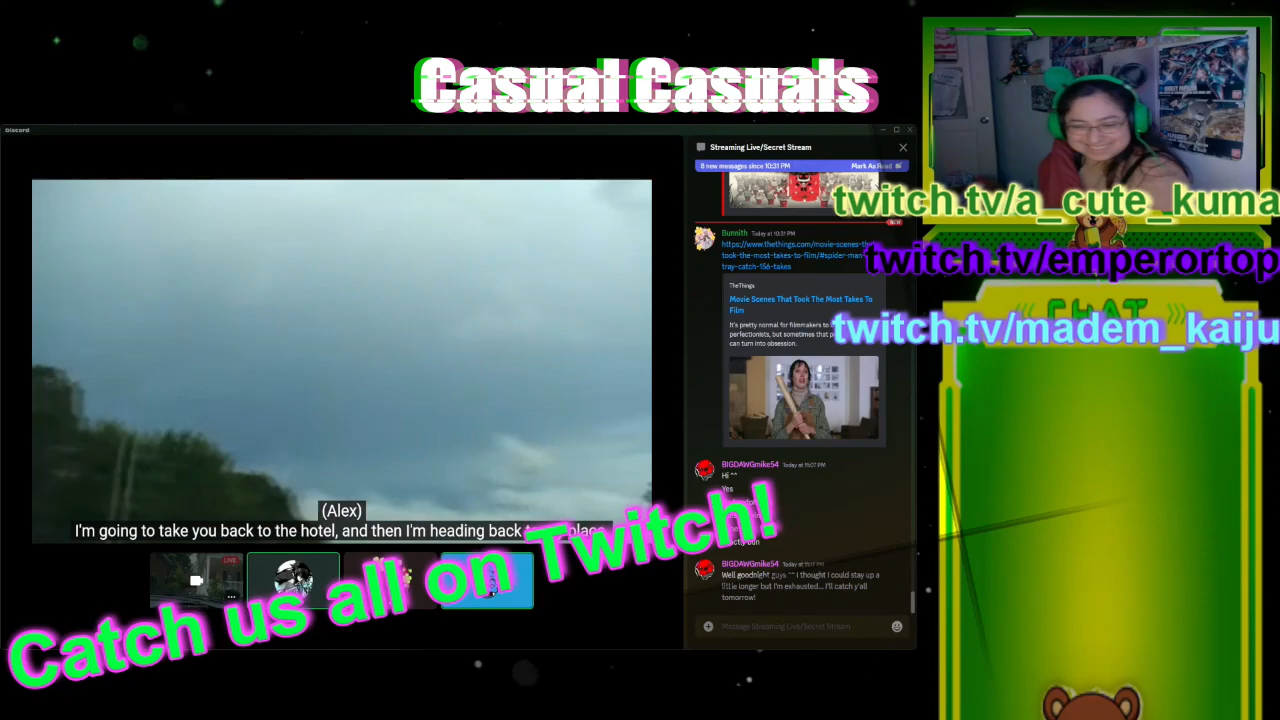 Casual Casuals
Discord
(Alex)
I'm going to take you back to the hotel, and then I'm heading back
LIVE
Catch us all on Twitch!
Streaming Live/Secret Stream
8 new messages since 10:31 PM
Mark As Read
NEW
Bunnith Today at 10:31 PM
https://www.thethings.com/movie-scenes-
took-the-most-takes-to-film/#spider-man-
tray-catch-156-takes
TheThings
Movie Scenes That Took The Most Takes To
Film
It's pretty normal for filmmakers to
perfectionists, but sometimes that
can turn into obsession.
BIGDAWGmike54 Today at 11:07 PM
Hi ^^
Yes
BIGDAWGmike54 Today at 11:17 PM
Well goodnight guys ^^ I thought I could stay up a
little longer but I'm exhausted... I'll catch y'all
tomorrow!
Message Streaming Live/Secret Stream
twitch.tv/a_cute_kuma
twitch.tv/emperortop
CHAT
twitch.tv/madem_kaiju